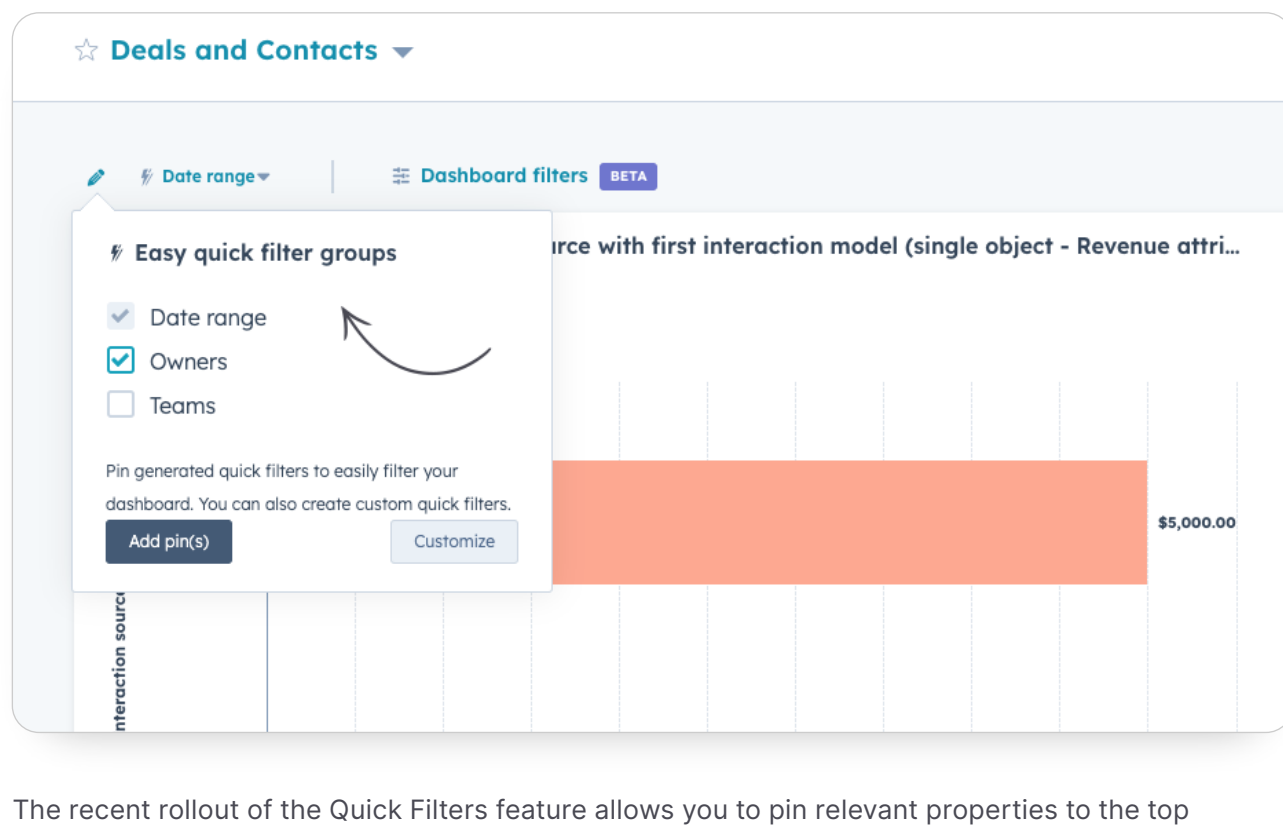 Deals and Contacts
Date range
Dashboard filters BETA
Easy quick filter groups
with first interaction model (single object - Revenue attri...
Date range
Owners
Teams
Pin generated quick filters to easily filter your
dashboard. You can also create custom quick filters.
Add pin(s) Customize
$5,000.00
The recent rollout of the Quick Filters feature allows you to pin relevant properties to the top